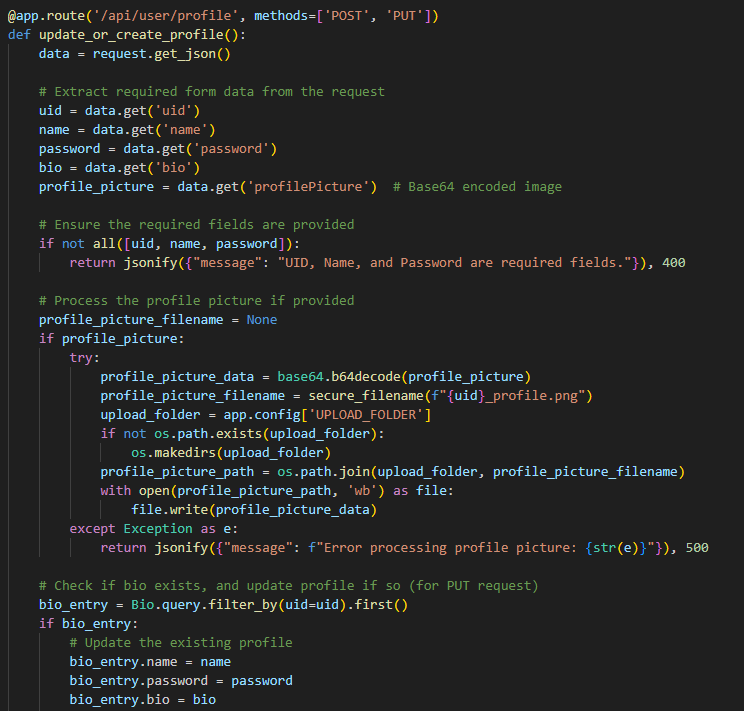 @app.route('/api/user/profile', methods=['POST', 'PUT'])
def update_or_create_profile():
    data = request.get_json()

    # Extract required form data from the request
    uid = data.get('uid')
    name = data.get('name')
    password = data.get('password')
    bio = data.get('bio')
    profile_picture = data.get('profilePicture')  # Base64 encoded image

    # Ensure the required fields are provided
    if not all([uid, name, password]):
        return jsonify({"message": "UID, Name, and Password are required fields."}), 400

    # Process the profile picture if provided
    profile_picture_filename = None
    if profile_picture:
        try:
            profile_picture_data = base64.b64decode(profile_picture)
            profile_picture_filename = secure_filename(f"{uid}_profile.png")
            upload_folder = app.config['UPLOAD_FOLDER']
            if not os.path.exists(upload_folder):
                os.makedirs(upload_folder)
            profile_picture_path = os.path.join(upload_folder, profile_picture_filename)
            with open(profile_picture_path, 'wb') as file:
                file.write(profile_picture_data)
        except Exception as e:
            return jsonify({"message": f"Error processing profile picture: {str(e)}"}), 500

    # Check if bio exists, and update profile if so (for PUT request)
    bio_entry = Bio.query.filter_by(uid=uid).first()
    if bio_entry:
        # Update the existing profile
        bio_entry.name = name
        bio_entry.password = password
        bio_entry.bio = bio